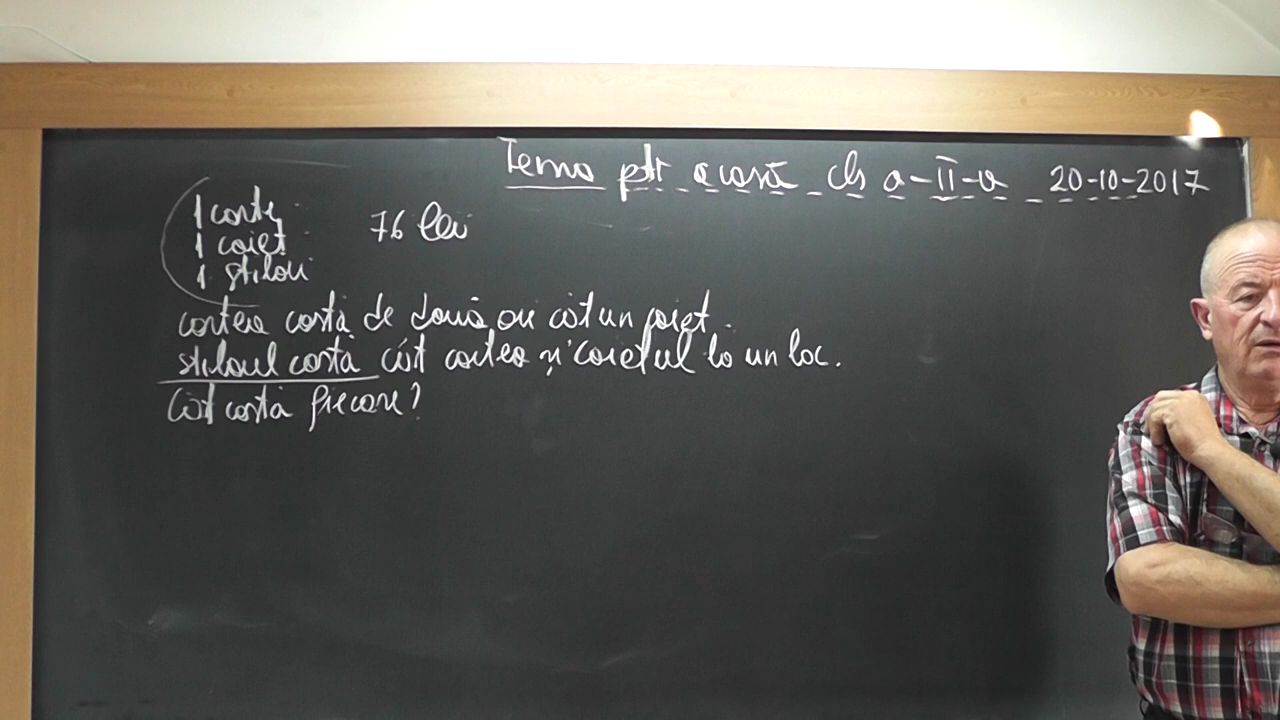 Tema ptr acasă cls a-II-a 20-10-2017
1 carte
1 caiet 76 lei
1 stilou
cartea costă de două ori cât un caiet.
stiloul costă cât cartea și caietul la un loc.
Cât costă fiecare?